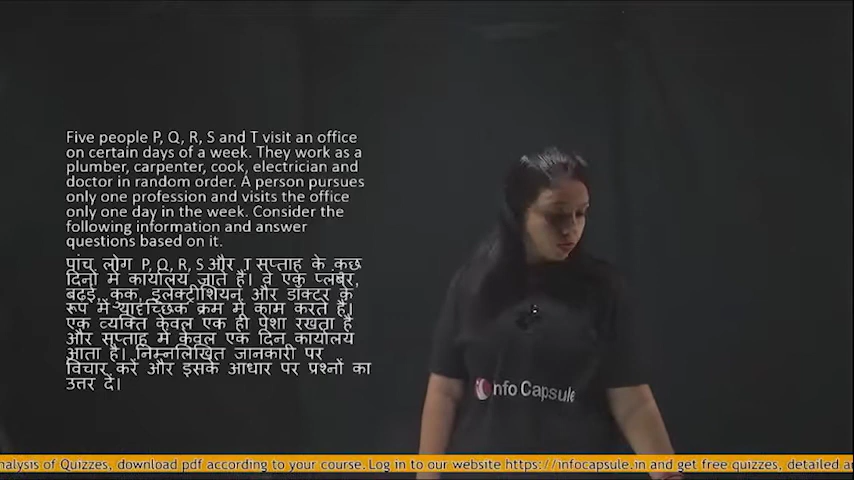 Five people P, Q, R, S and T visit an office
on certain days of a week. They work as a
plumber, carpenter, cook, electrician and
doctor in random order. A person pursues
only one profession and visits the office
only one day in the week. Consider the
following information and answer
questions based on it.
पांच लोग P, Q, R, S और T सप्ताह के कुछ
दिनों में कार्यालय जाते हैं। वे एक प्लंबर,
बढ़ई, कुक, इलेक्ट्रीशियन और डॉक्टर के
रूप में यादृच्छिक क्रम में काम करते हैं।
एक व्यक्ति केवल एक ही पेशा रखता है
और सप्ताह में केवल एक दिन कार्यालय
आता है। निम्नलिखित जानकारी पर
विचार करें और इसके आधार पर प्रश्नों का
उत्तर दें।
info Capsule
nalysis of Quizzes, download pdf according to your course. Log in to our website https://infocapsule.in and get free quizzes, detailed a